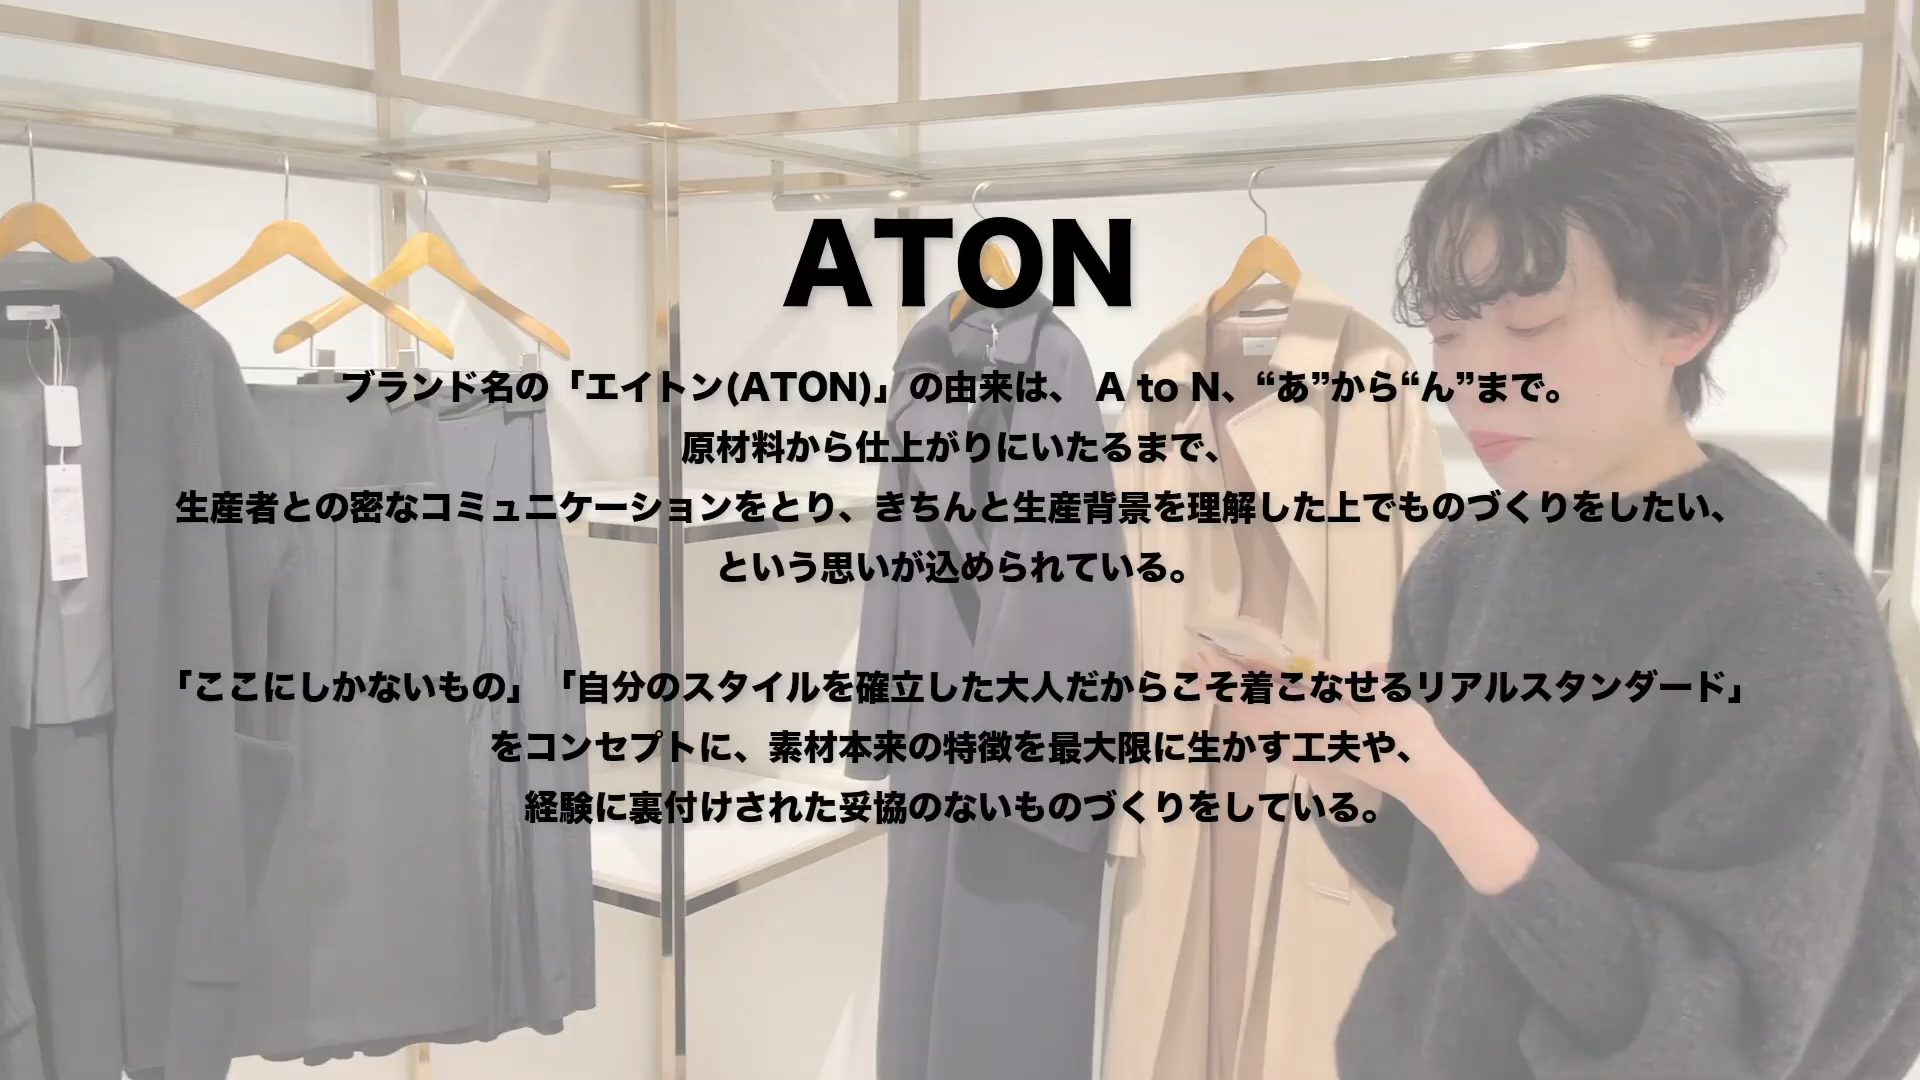 ATON
ブランド名の「エイトン(ATON)」の由来は、 A to N、“あ”から“ん”まで。
原材料から仕上がりにいたるまで、
生産者との密なコミュニケーションをとり、きちんと生産背景を理解した上でものづくりをしたい、
という思いが込められている。
「ここにしかないもの」「自分のスタイルを確立した大人だからこそ着こなせるリアルスタンダード」
をコンセプトに、素材本来の特徴を最大限に生かす工夫や、
経験に裏付けされた妥協のないものづくりをしている。